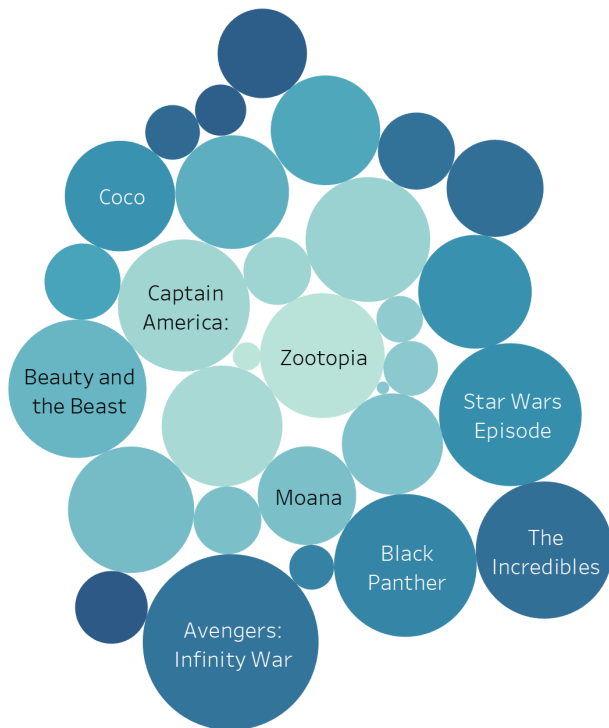 Coco
Captain
America:
Zootopia
Beauty and
the Beast
Star Wars
Episode
Moana
Black
Panther
The
Incredibles
Avengers:
Infinity War